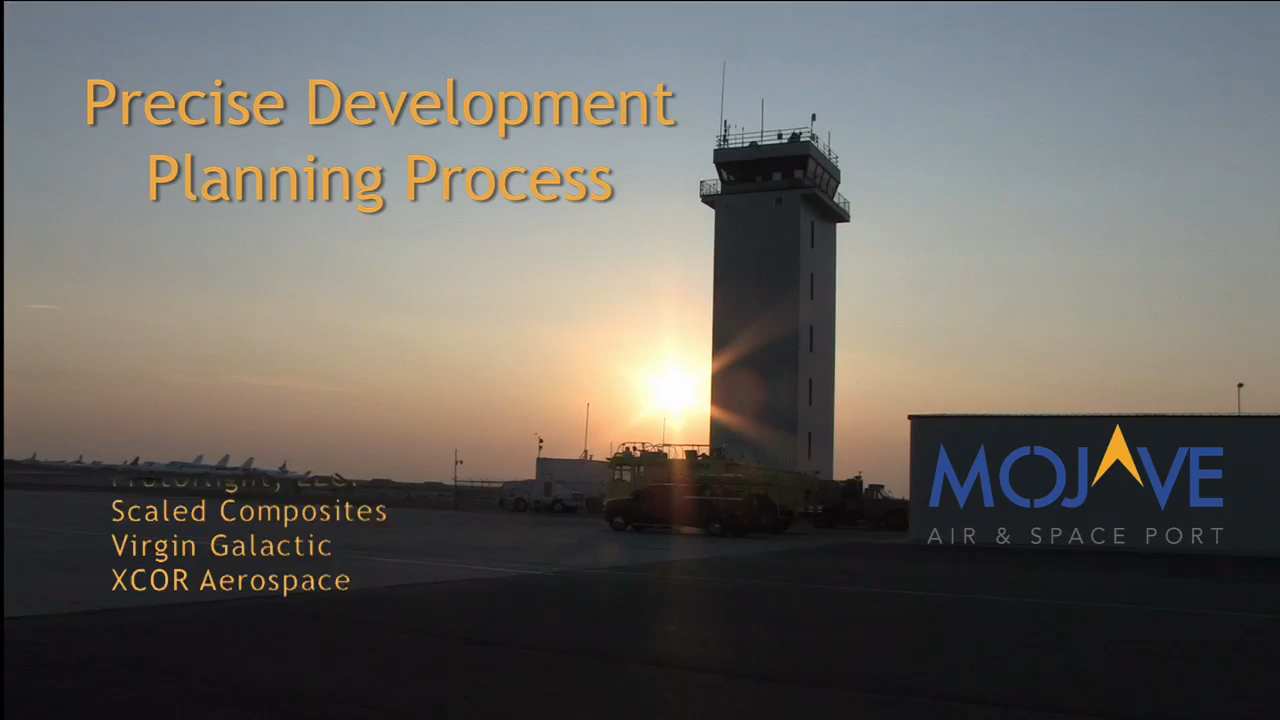 Precise Development
Planning Process
Scaled Composites
Virgin Galactic
XCOR Aerospace
MOJAVE
AIR & SPACE PORT